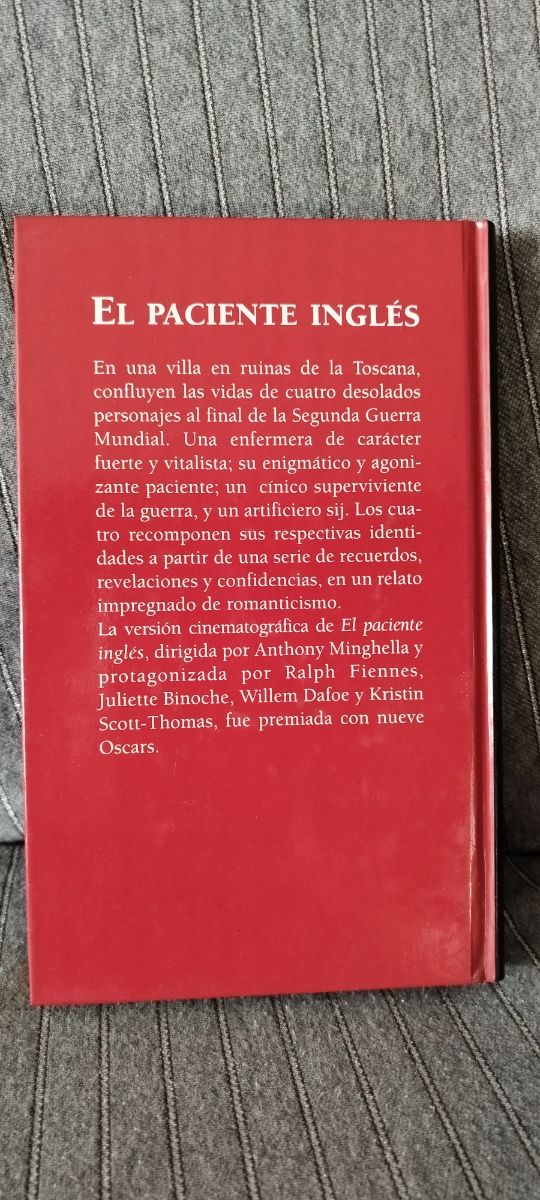 EL PACIENTE INGLÉS
En una villa en ruinas de la Toscana,
confluyen las vidas de cuatro desolados
personajes al final de la Segunda Guerra
Mundial. Una enfermera de carácter
fuerte y vitalista; su enigmático y agoni-
zante paciente; un cínico superviviente
de la guerra, y un artificiero sij. Los cua-
tro recomponen sus respectivas identi-
dades a partir de una serie de recuerdos,
revelaciones y confidencias, en un relato
impregnado de romanticismo.
La versión cinematográfica de El paciente
inglés, dirigida por Anthony Minghella y
protagonizada por Ralph Fiennes,
Juliette Binoche, Willem Dafoe y Kristin
Scott-Thomas, fue premiada con nueve
Oscars.